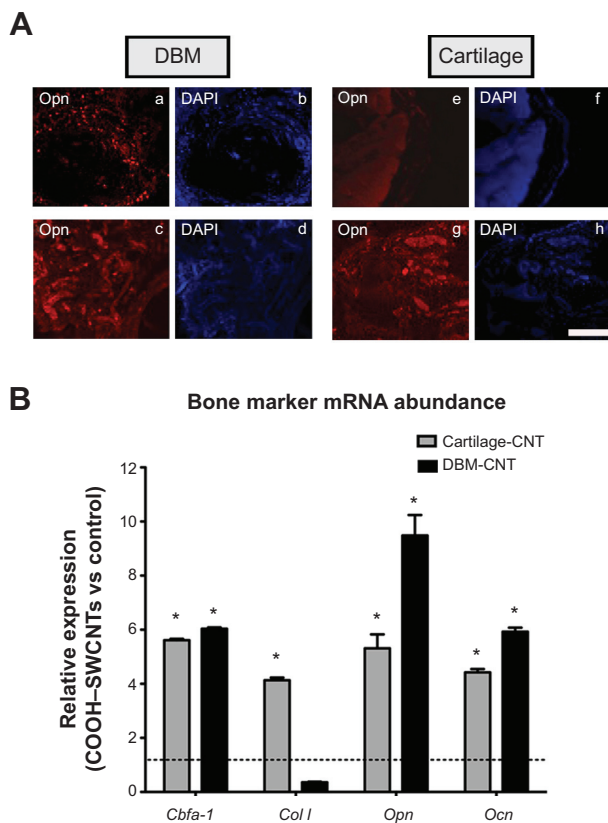 A
DBM
Cartilage
Opn a DAPI b Opn e DAPI f
Opn c DAPI d Opn g DAPI h
B
Bone marker mRNA abundance
Cartilage-CNT
DBM-CNT
Relative expression
(COOH–SWCNTs vs control)
12
10
8
6
4
2
0
* * * * * * *
Cbfa-1 Col I Opn Ocn